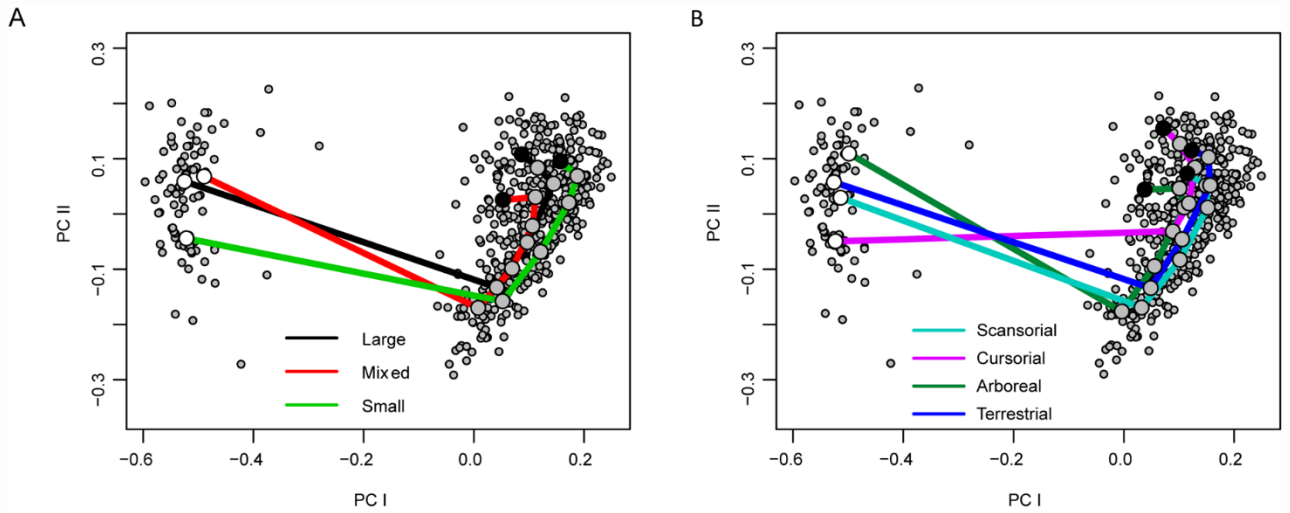 A
0.3
0.1
−0.1
−0.3
PC II
−0.6
−0.4
−0.2
0.0
0.2
PC I
Large
Mixed
Small
B
0.3
0.1
−0.1
−0.3
PC II
−0.6
−0.4
−0.2
0.0
0.2
PC I
Scansorial
Cursorial
Arboreal
Terrestrial